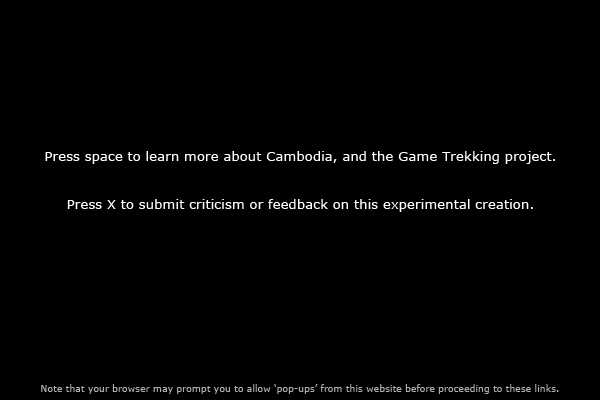 Press space to learn more about Cambodia, and the Game Trekking project.
Press X to submit criticism or feedback on this experimental creation.
Note that your browser may prompt you to allow ‘pop-ups’ from this website before proceeding to these links.